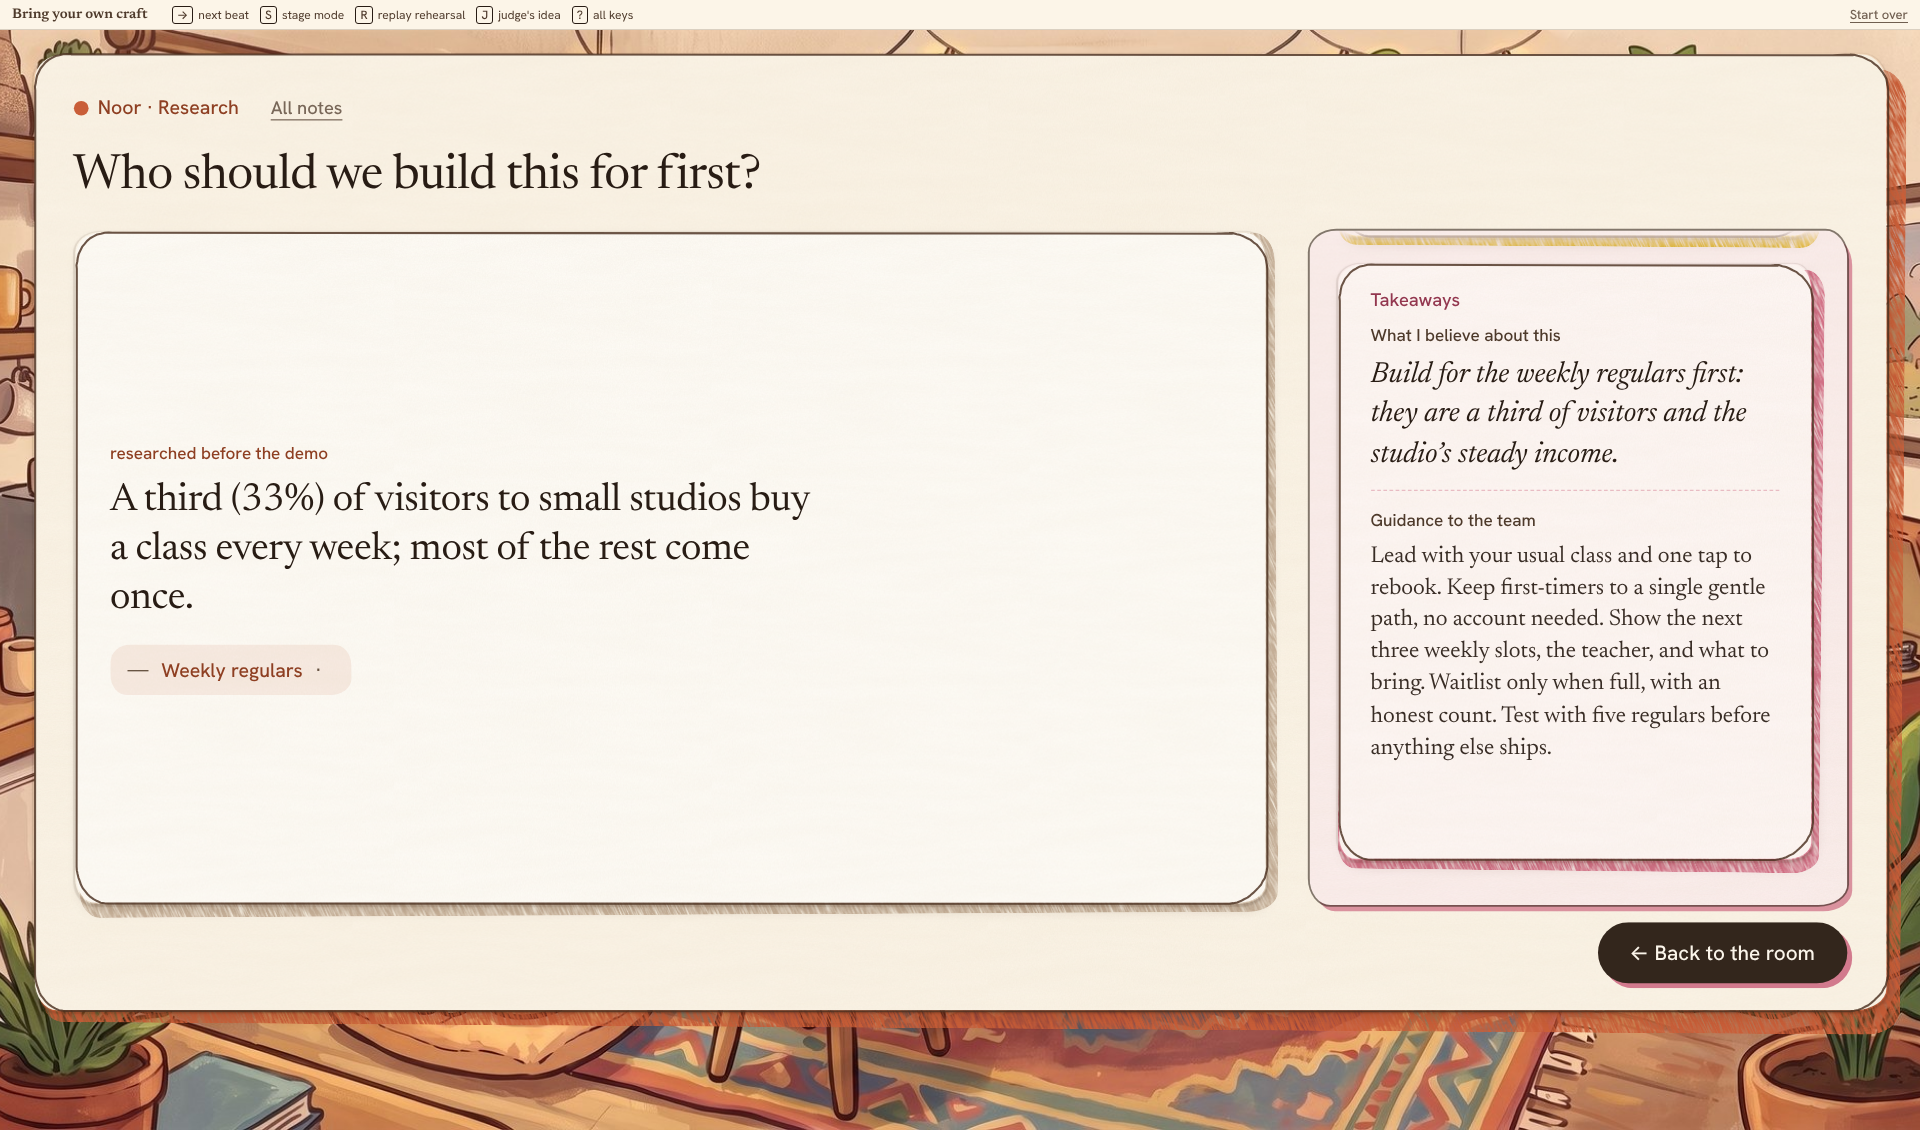 Bring your own craft → next beat S stage mode R replay rehearsal J judge's idea ? all keys Start over
Noor · Research All notes
Who should we build this for first?
researched before the demo
A third (33%) of visitors to small studios buy
a class every week; most of the rest come
once.
— Weekly regulars ·
Takeaways
What I believe about this
Build for the weekly regulars first:
they are a third of visitors and the
studio’s steady income.
Guidance to the team
Lead with your usual class and one tap to
rebook. Keep first-timers to a single gentle
path, no account needed. Show the next
three weekly slots, the teacher, and what to
bring. Waitlist only when full, with an
honest count. Test with five regulars before
anything else ships.
← Back to the room